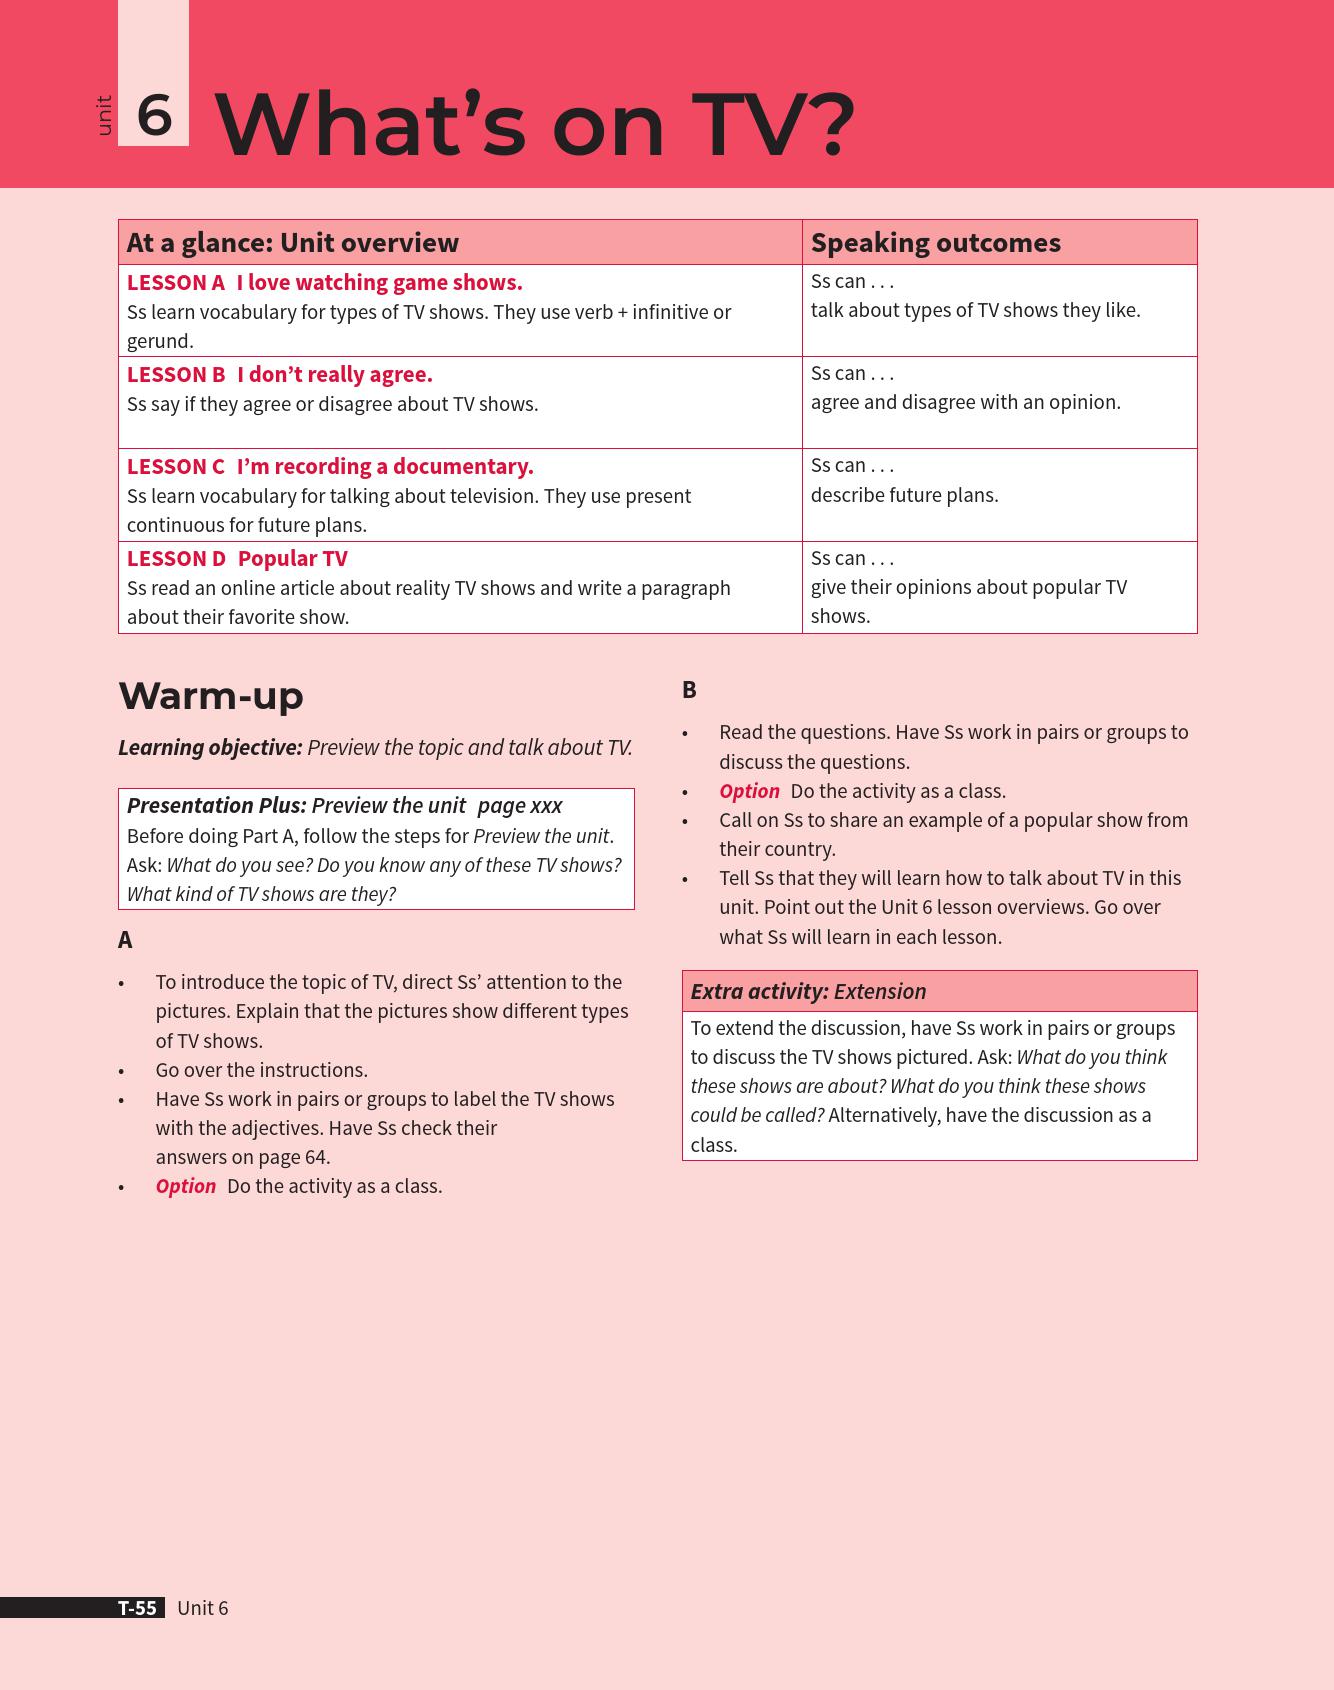 unit
6 What’s on TV?
At a glance: Unit overview
Speaking outcomes
LESSON A I love watching game shows.
Ss learn vocabulary for types of TV shows. They use verb + infinitive or
gerund.
Ss can . . .
talk about types of TV shows they like.
LESSON B I don’t really agree.
Ss say if they agree or disagree about TV shows.
Ss can . . .
agree and disagree with an opinion.
LESSON C I’m recording a documentary.
Ss learn vocabulary for talking about television. They use present
continuous for future plans.
Ss can . . .
describe future plans.
LESSON D Popular TV
Ss read an online article about reality TV shows and write a paragraph
about their favorite show.
Ss can . . .
give their opinions about popular TV
shows.
Warm-up
Learning objective: Preview the topic and talk about TV.
Presentation Plus: Preview the unit page xxx
Before doing Part A, follow the steps for Preview the unit.
Ask: What do you see? Do you know any of these TV shows?
What kind of TV shows are they?
A
• To introduce the topic of TV, direct Ss’ attention to the
pictures. Explain that the pictures show different types
of TV shows.
• Go over the instructions.
• Have Ss work in pairs or groups to label the TV shows
with the adjectives. Have Ss check their
answers on page 64.
• Option Do the activity as a class.
B
• Read the questions. Have Ss work in pairs or groups to
discuss the questions.
• Option Do the activity as a class.
• Call on Ss to share an example of a popular show from
their country.
• Tell Ss that they will learn how to talk about TV in this
unit. Point out the Unit 6 lesson overviews. Go over
what Ss will learn in each lesson.
Extra activity: Extension
To extend the discussion, have Ss work in pairs or groups
to discuss the TV shows pictured. Ask: What do you think
these shows are about? What do you think these shows
could be called? Alternatively, have the discussion as a
class.
T-55 Unit 6